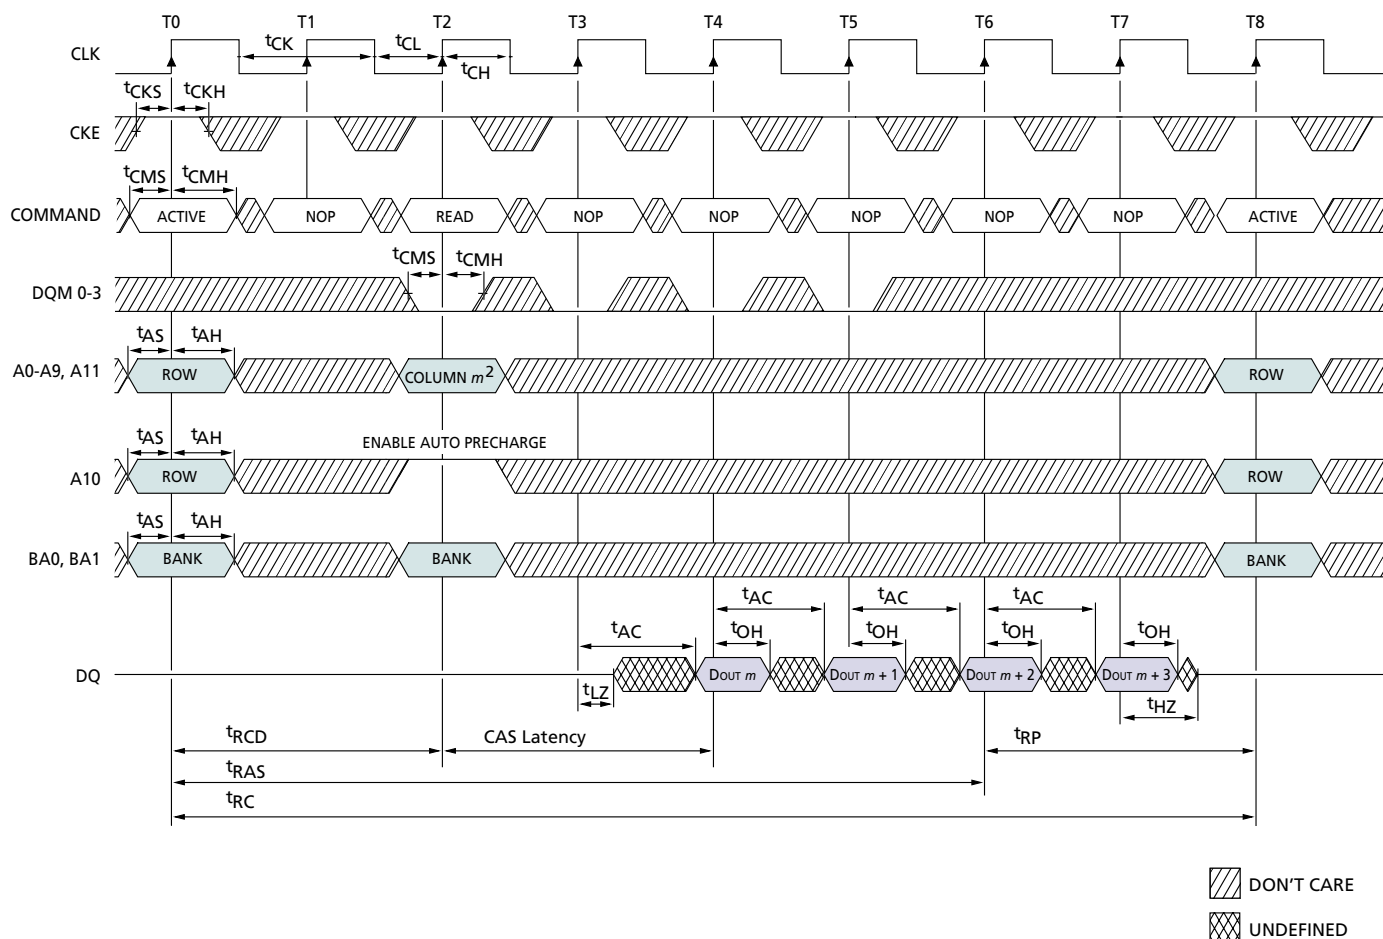 T0 T1 T2 T3 T4 T5 T6 T7 T8
CLK
tCK tCL
tCH
tCKS tCKH
CKE
tCMS tCMH
COMMAND ACTIVE NOP READ NOP NOP NOP NOP NOP ACTIVE
tCMS tCMH
DQM 0-3
tAS tAH
A0-A9, A11 ROW COLUMN m2 ROW
ENABLE AUTO PRECHARGE
tAS tAH
A10 ROW ROW
tAS tAH
BA0, BA1 BANK BANK BANK
tAC tAC tAC
tAC tOH tOH tOH tOH
DQ DOUT m DOUT m + 1 DOUT m + 2 DOUT m + 3
tLZ tHZ
tRCD CAS Latency tRP
tRAS
tRC
DON'T CARE
UNDEFINED